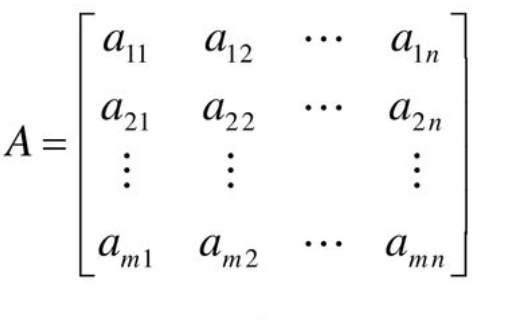 A = [ a₁₁ a₁₂ ⋯ a₁ₙ
a₂₁ a₂₂ ⋯ a₂ₙ
⋮ ⋮ ⋮
aₘ₁ aₘ₂ ⋯ aₘₙ ]